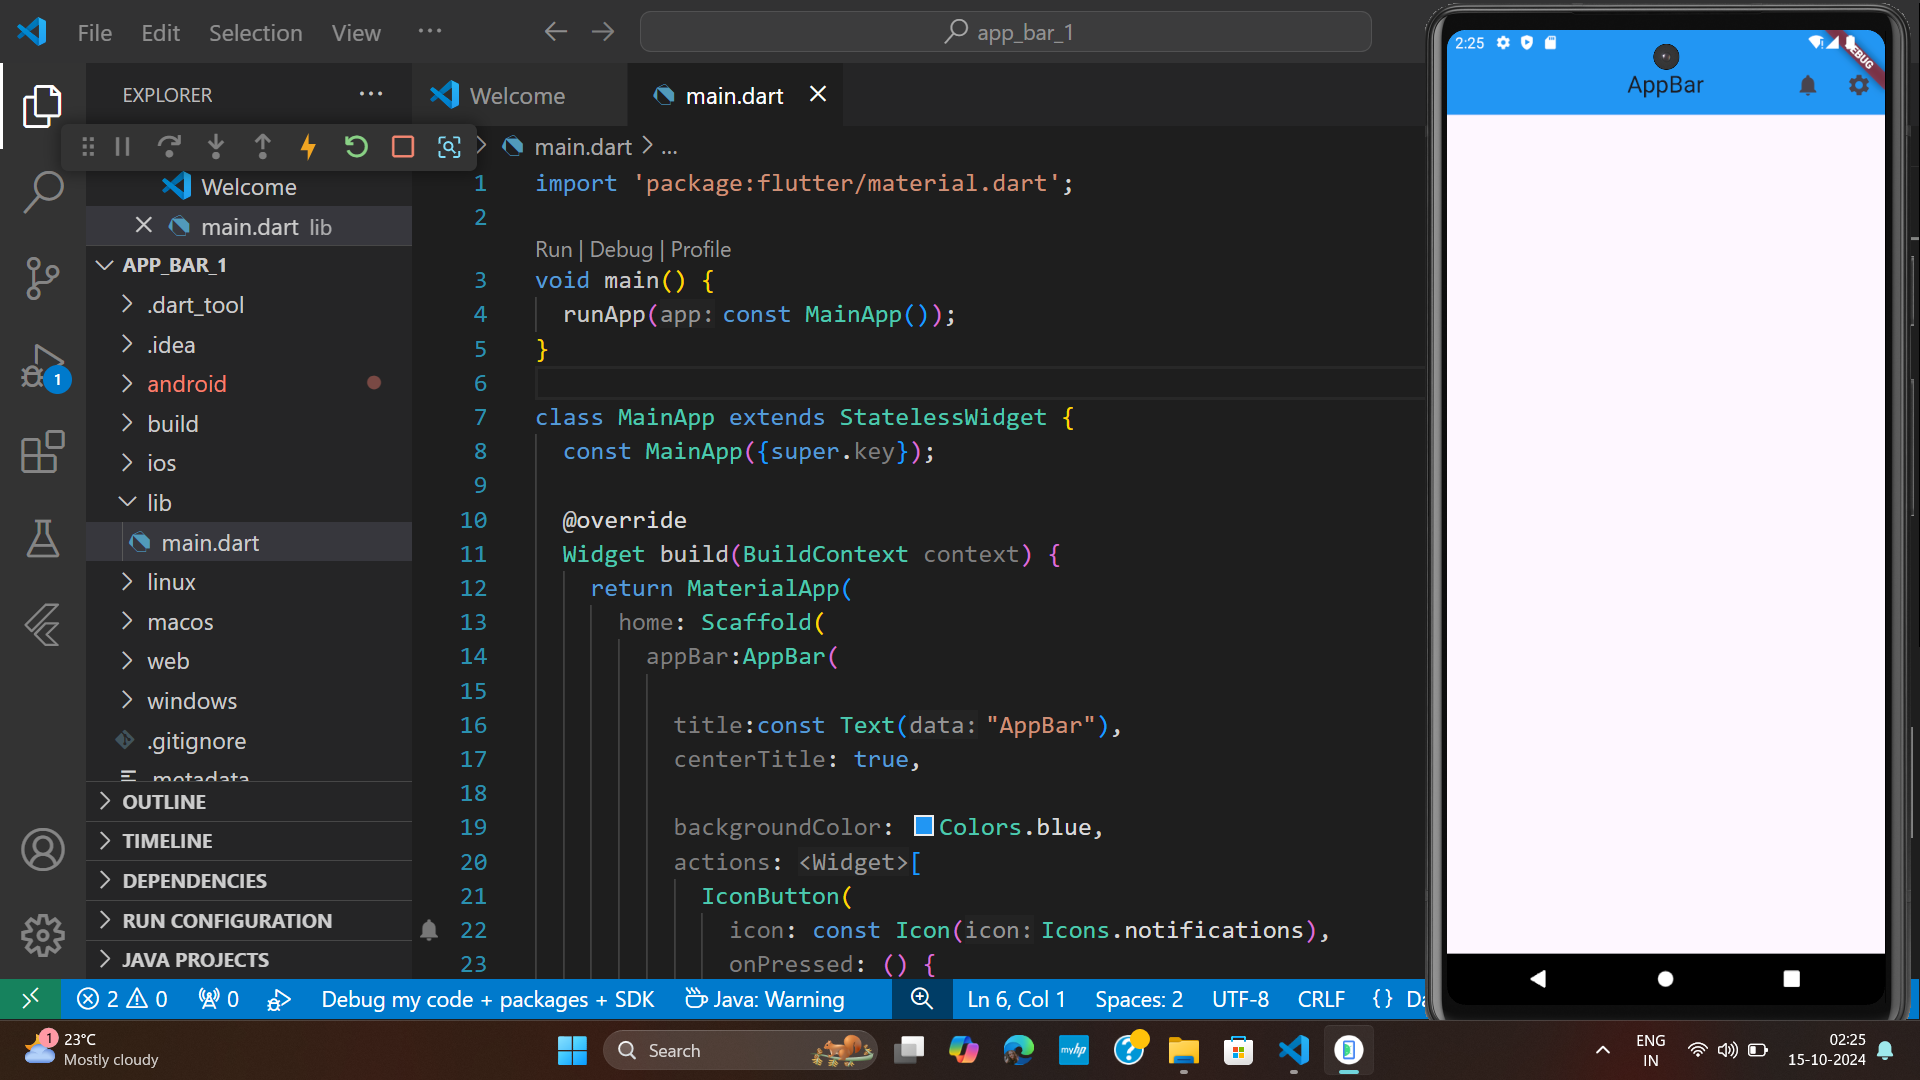 File Edit Selection View ...
app_bar_1
EXPLORER
Welcome
main.dart
main.dart > ...
Welcome
main.dart lib
APP_BAR_1
.dart_tool
.idea
android
build
ios
lib
main.dart
linux
macos
web
windows
.gitignore
.metadata
OUTLINE
TIMELINE
DEPENDENCIES
RUN CONFIGURATION
JAVA PROJECTS
1
1 import 'package:flutter/material.dart';
2
Run | Debug | Profile
3 void main() {
4 runApp(app: const MainApp());
5 }
6
7 class MainApp extends StatelessWidget {
8 const MainApp({super.key});
9
10 @override
11 Widget build(BuildContext context) {
12 return MaterialApp(
13 home: Scaffold(
14 appBar:AppBar(
15
16 title:const Text(data: "AppBar"),
17 centerTitle: true,
18
19 backgroundColor: Colors.blue,
20 actions: <Widget>[
21 IconButton(
22 icon: const Icon(icon: Icons.notifications),
23 onPressed: () {
2:25
DEBUG
AppBar
2 0 0 Debug my code + packages + SDK Java: Warning Ln 6, Col 1 Spaces: 2 UTF-8 CRLF {} Da
1 23°C
Mostly cloudy
Search
myhp
ENG
IN
02:25
15-10-2024